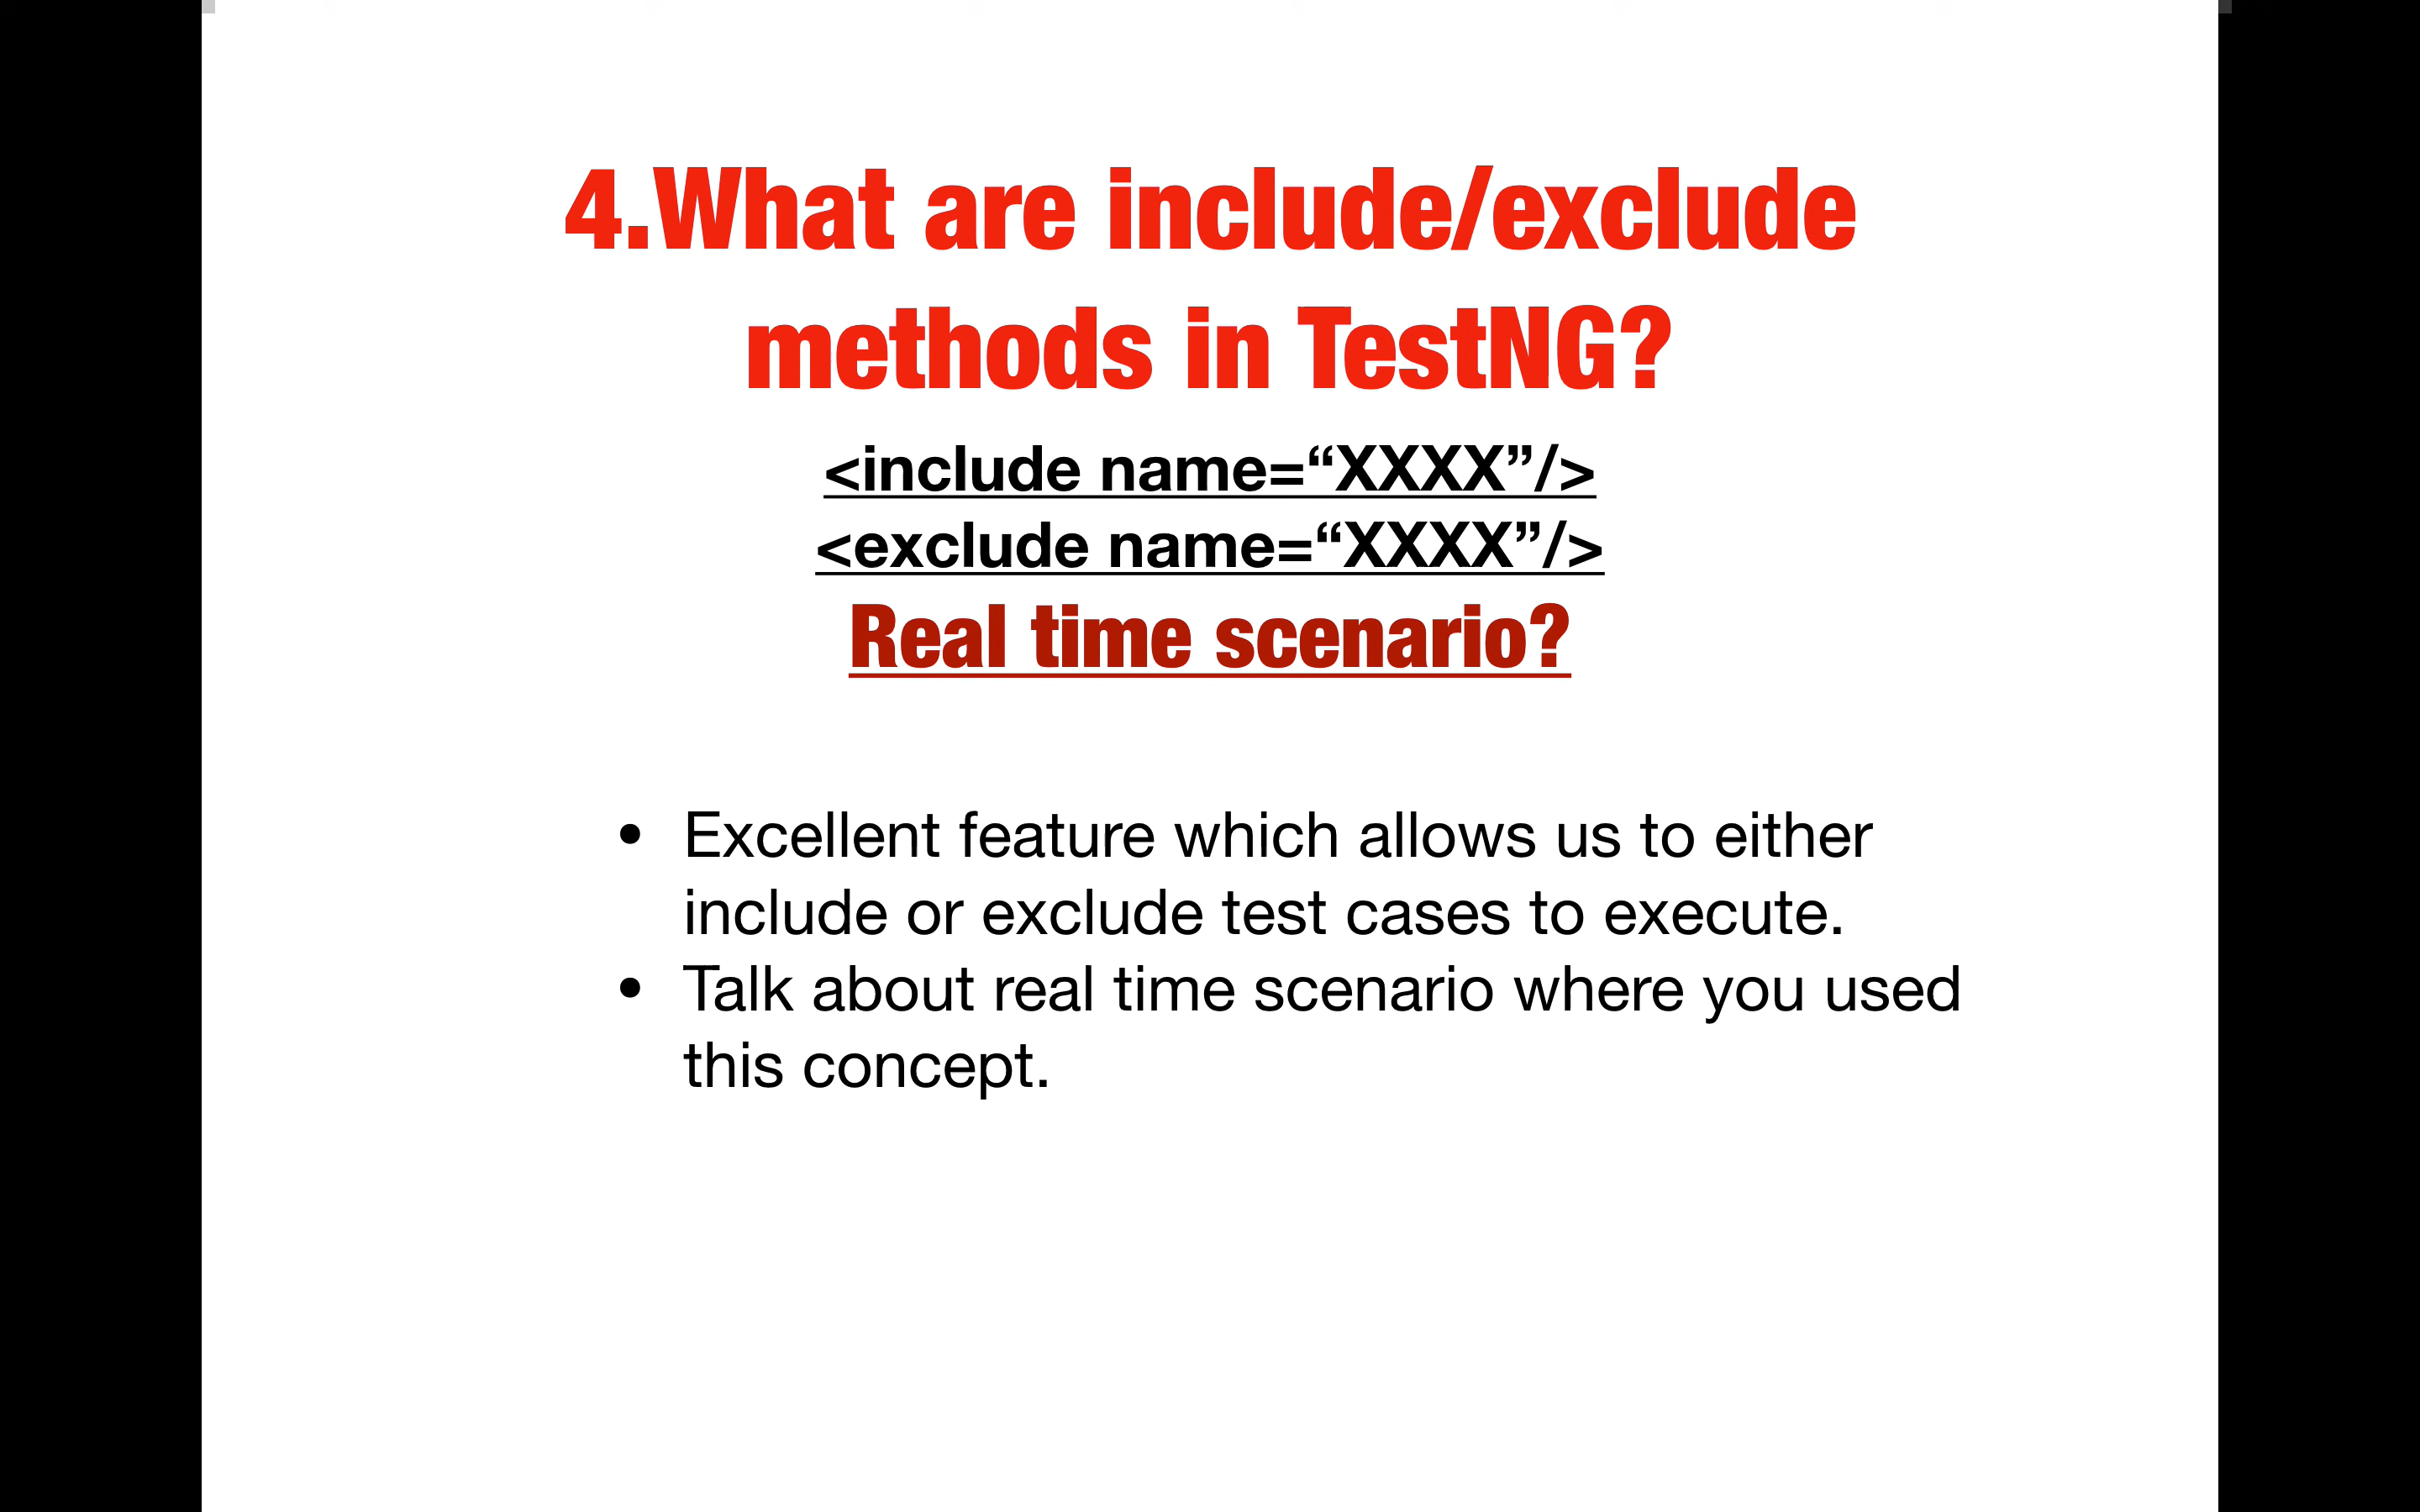 4.What are include/exclude
methods in TestNG?
<include name=“XXXX”/>
<exclude name=“XXXX”/>
Real time scenario?
• Excellent feature which allows us to either
include or exclude test cases to execute.
• Talk about real time scenario where you used
this concept.